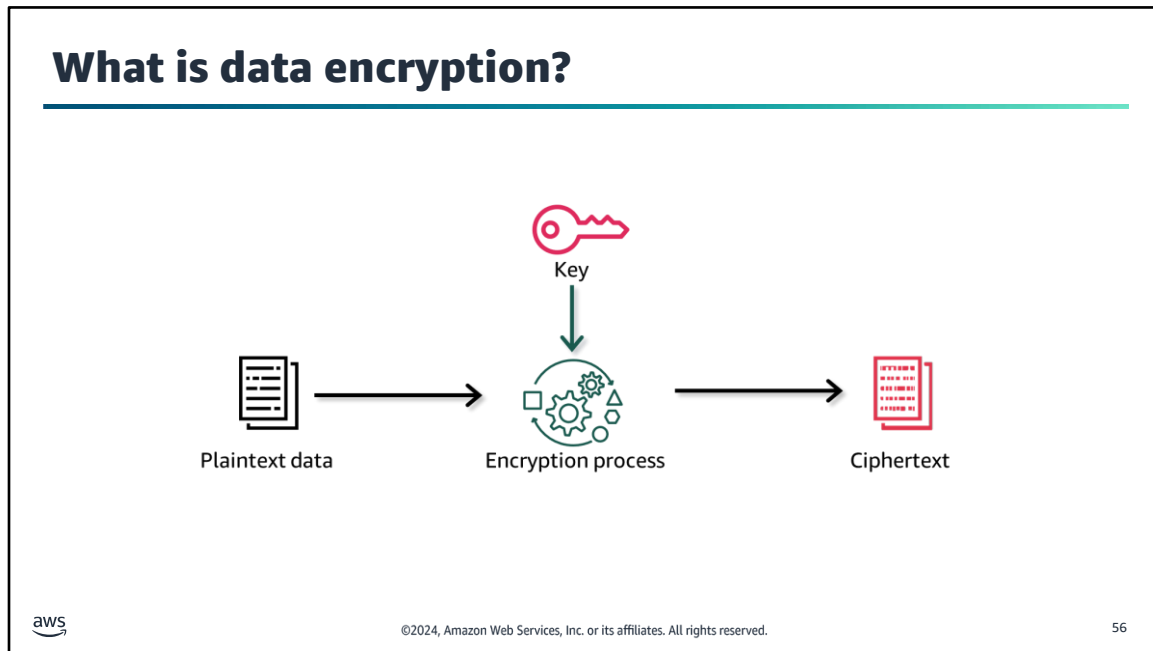 What is data encryption?
Key
Plaintext data
Encryption process
Ciphertext
aws
©2024, Amazon Web Services, Inc. or its affiliates. All rights reserved.
56